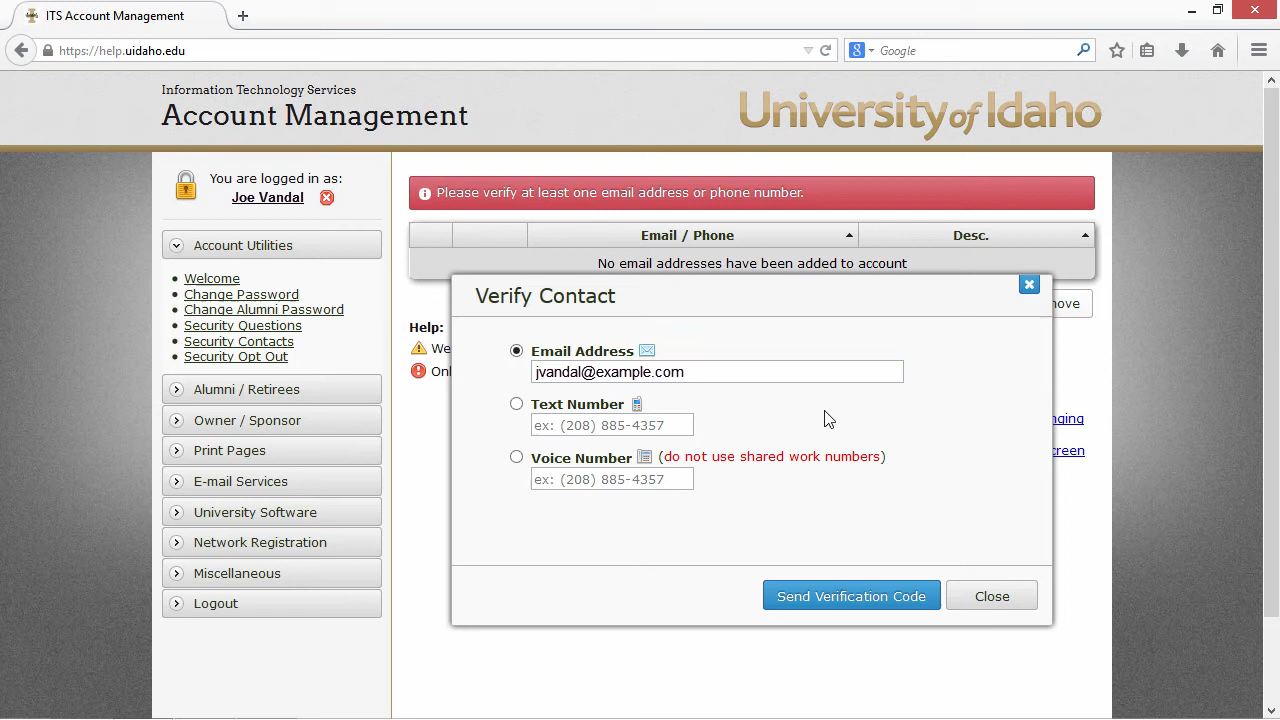 ITS Account Management
https://help.uidaho.edu
Google
Information Technology Services
Account Management
University of Idaho
You are logged in as:
Joe Vandal
Please verify at least one email address or phone number.
Account Utilities
Email / Phone
Desc.
No email addresses have been added to account
Welcome
Change Password
Change Alumni Password
Security Questions
Security Contacts
Security Opt Out
Help:
We
Onl
Verify Contact
Email Address
jvandal@example.com
Text Number
ex: (208) 885-4357
Voice Number (do not use shared work numbers)
ex: (208) 885-4357
Send Verification Code
Close
move
nging
creen
Alumni / Retirees
Owner / Sponsor
Print Pages
E-mail Services
University Software
Network Registration
Miscellaneous
Logout